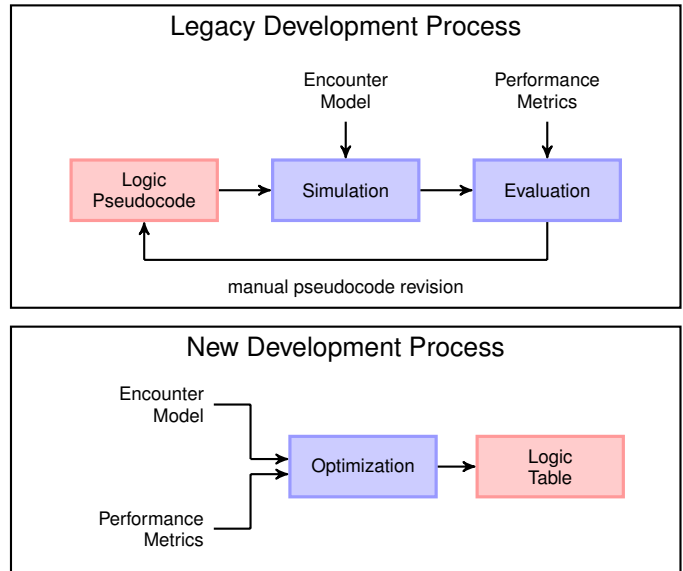 Legacy Development Process
Encounter
Model
Performance
Metrics
Logic
Pseudocode
Simulation
Evaluation
manual pseudocode revision
New Development Process
Encounter
Model
Optimization
Logic
Table
Performance
Metrics